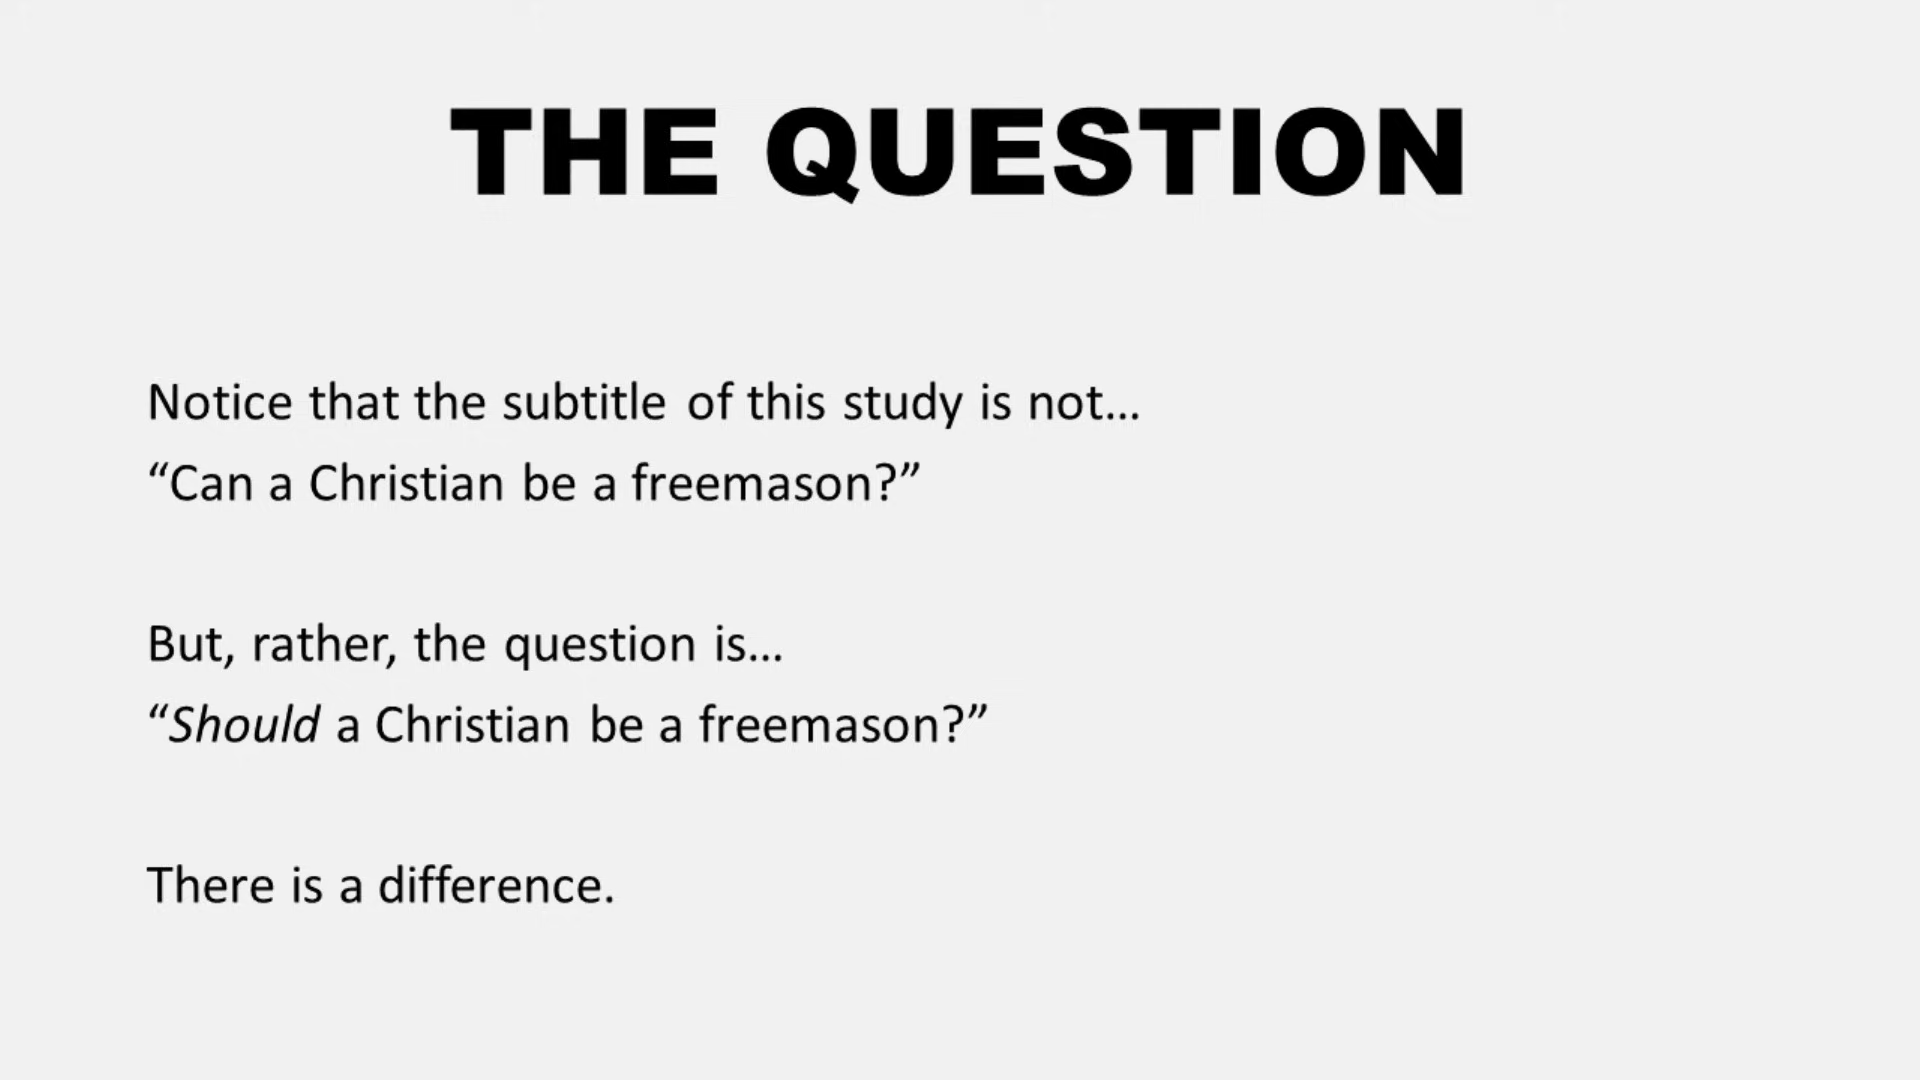 THE QUESTION
Notice that the subtitle of this study is not…
“Can a Christian be a freemason?”
But, rather, the question is…
“Should a Christian be a freemason?”
There is a difference.